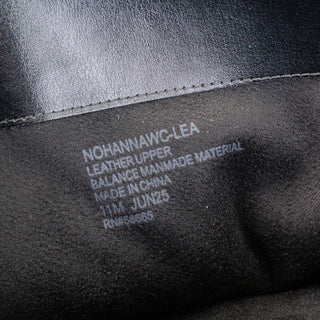 NOHANNAWC-LEA
LEATHER UPPER
BALANCE MANMADE MATERIAL
MADE IN CHINA
11M JUN25